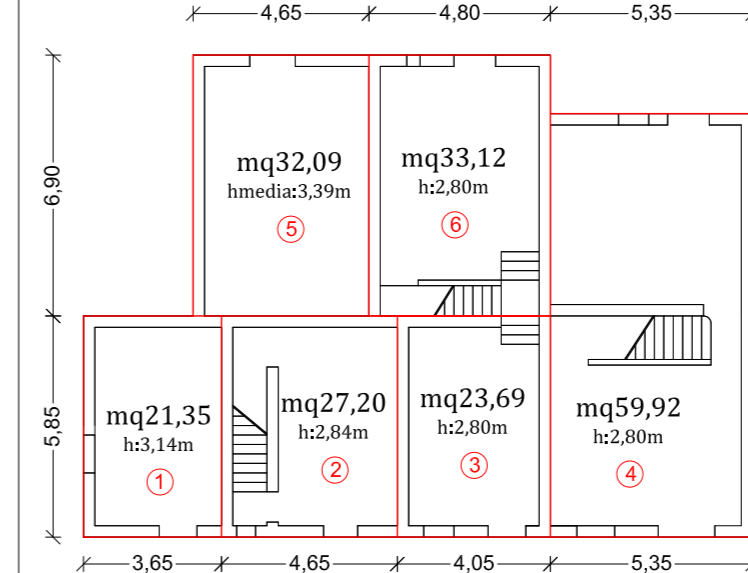 4,65 4,80 5,35
6,90
mq32,09
hmedia:3,39m
5
mq33,12
h:2,80m
6
5,85
mq21,35
h:3,14m
1
mq27,20
h:2,84m
2
mq23,69
h:2,80m
3
mq59,92
h:2,80m
4
3,65 4,65 4,05 5,35